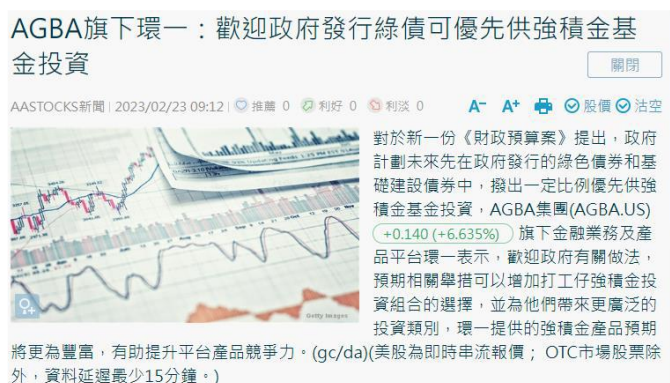 AGBA旗下環一：歡迎政府發行綠債可優先供強積金基
金投資
關閉
AASTOCKS新聞 | 2023/02/23 09:12 | 推薦 0 利好 0 利淡 0 A- A+ 股價 沽空
Getty Images
對於新一份《財政預算案》提出，政府
計劃未來先在政府發行的綠色債券和基
礎建設債券中，撥出一定比例優先供強
積金基金投資，AGBA集團(AGBA.US)
+0.140 (+6.635%) 旗下金融業務及產
品平台環一表示，歡迎政府有關做法，
預期相關舉措可以增加打工仔強積金投
資組合的選擇，並為他們帶來更廣泛的
投資類別，環一提供的強積金產品預期
將更為豐富，有助提升平台產品競爭力。(gc/da)(美股為即時串流報價； OTC市場股票除
外，資料延遲最少15分鐘。)